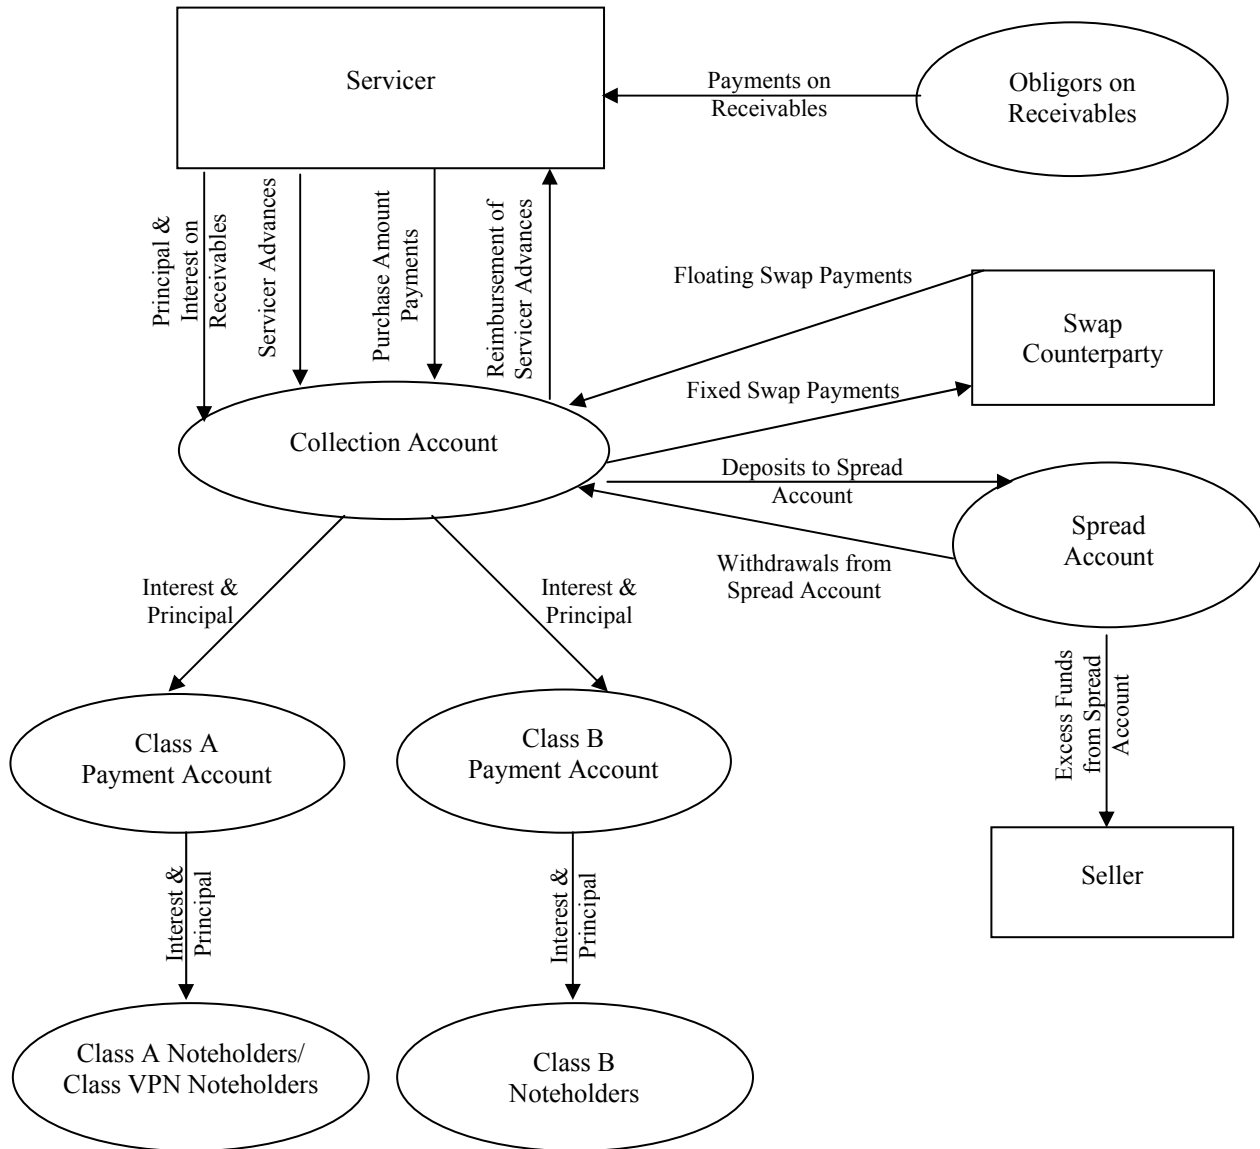 Servicer
Payments on
Receivables
Obligors on
Receivables
Principal &
Interest on
Receivables
Servicer Advances
Purchase Amount
Payments
Reimbursement of
Servicer Advances
Floating Swap Payments
Swap
Counterparty
Fixed Swap Payments
Collection Account
Deposits to Spread
Account
Spread
Account
Withdrawals from
Spread Account
Interest &
Principal
Interest &
Principal
Excess Funds
from Spread
Account
Class A
Payment Account
Class B
Payment Account
Seller
Interest &
Principal
Interest &
Principal
Class A Noteholders/
Class VPN Noteholders
Class B
Noteholders